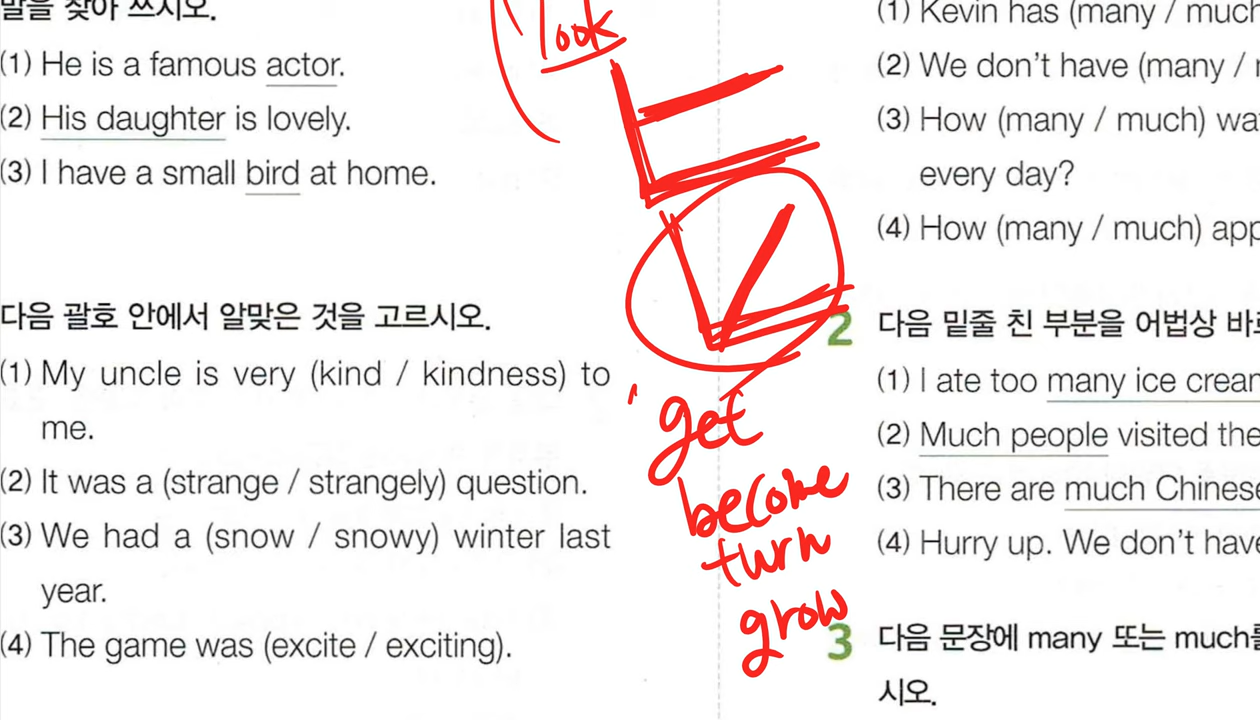 말을 찾아 쓰시오.
(1) He is a famous actor.
(2) His daughter is lovely.
(3) I have a small bird at home.
다음 괄호 안에서 알맞은 것을 고르시오.
(1) My uncle is very (kind / kindness) to
me.
(2) It was a (strange / strangely) question.
(3) We had a (snow / snowy) winter last
year.
(4) The game was (excite / exciting).
look
get
become
turn
grow
(1) Kevin has (many / much
(2) We don't have (many /
(3) How (many / much)
every day?
(4) How (many / much)
2 다음 밑줄 친 부분을 어법상
(1) I ate too many ice
(2) Much people visited the
(3) There are much Chinese
(4) Hurry up. We don't have
3 다음 문장에 many 또는 much를
시오.